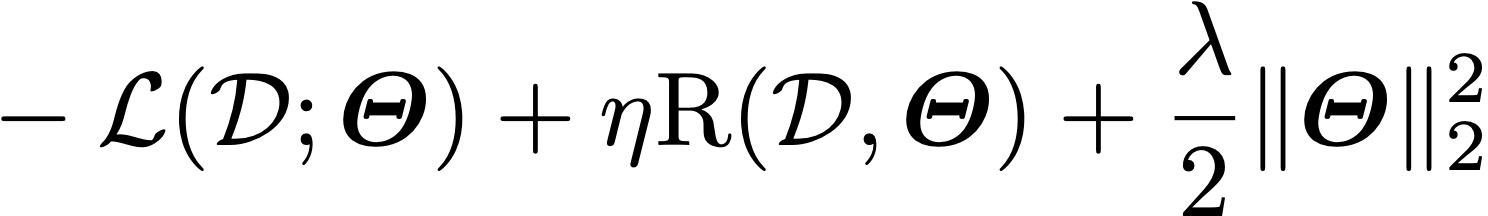 − 𝓛(𝒟; 𝜣) + ηR(𝒟, 𝜣) + λ/2 ‖𝜣‖₂²